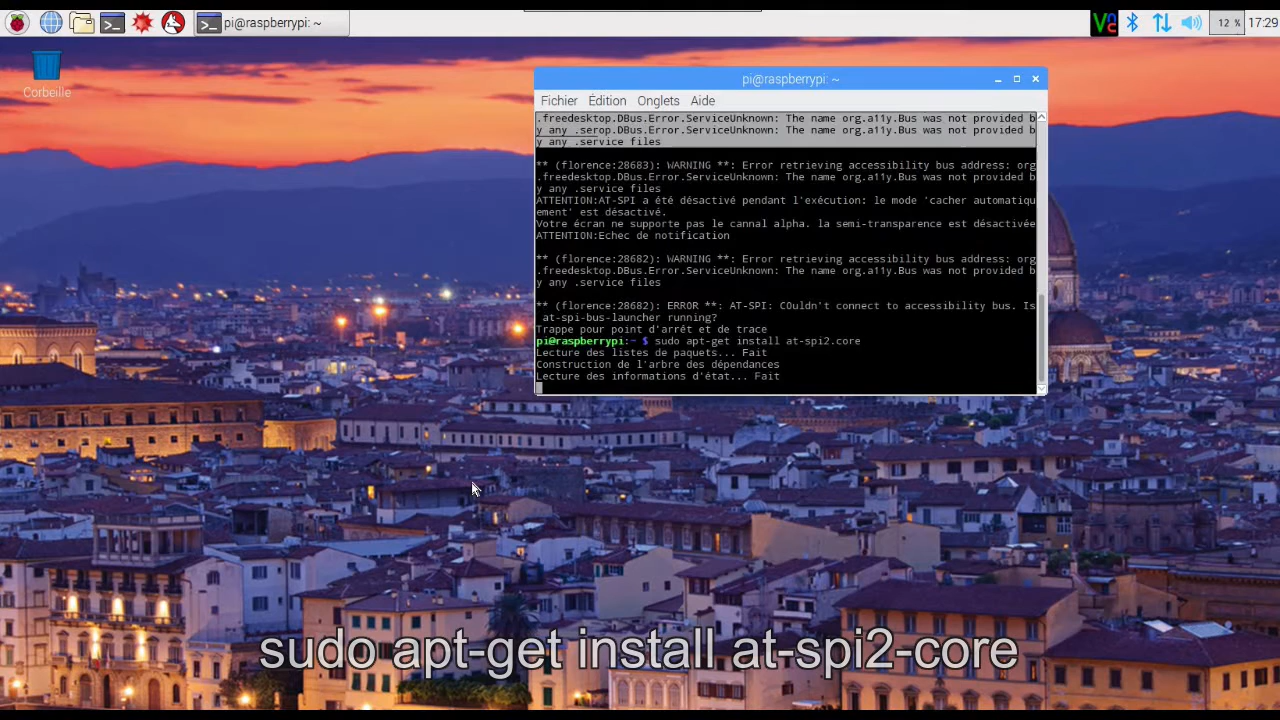 pi@raspberrypi: ~
12 %
17:29
Corbeille
pi@raspberrypi: ~
Fichier Édition Onglets Aide
.freedesktop.DBus.Error.ServiceUnknown: The name org.a11y.Bus was not provided b
y any .serop.DBus.Error.ServiceUnknown: The name org.a11y.Bus was not provided b
y any .service files
** (florence:28683): WARNING **: Error retrieving accessibility bus address: org
.freedesktop.DBus.Error.ServiceUnknown: The name org.a11y.Bus was not provided b
y any .service files
ATTENTION:AT-SPI a été désactivé pendant l'exécution: le mode 'cacher automatiqu
ement' est désactivé.
Votre écran ne supporte pas le cannal alpha. la semi-transparence est désactivée
ATTENTION:Echec de notification
** (florence:28682): WARNING **: Error retrieving accessibility bus address: org
.freedesktop.DBus.Error.ServiceUnknown: The name org.a11y.Bus was not provided b
y any .service files
** (florence:28682): ERROR **: AT-SPI: COuldn't connect to accessibility bus. Is
at-spi-bus-launcher running?
Trappe pour point d'arrêt et de trace
pi@raspberrypi:~ $ sudo apt-get install at-spi2.core
Lecture des listes de paquets... Fait
Construction de l'arbre des dépendances
Lecture des informations d'état... Fait
sudo apt-get install at-spi2-core